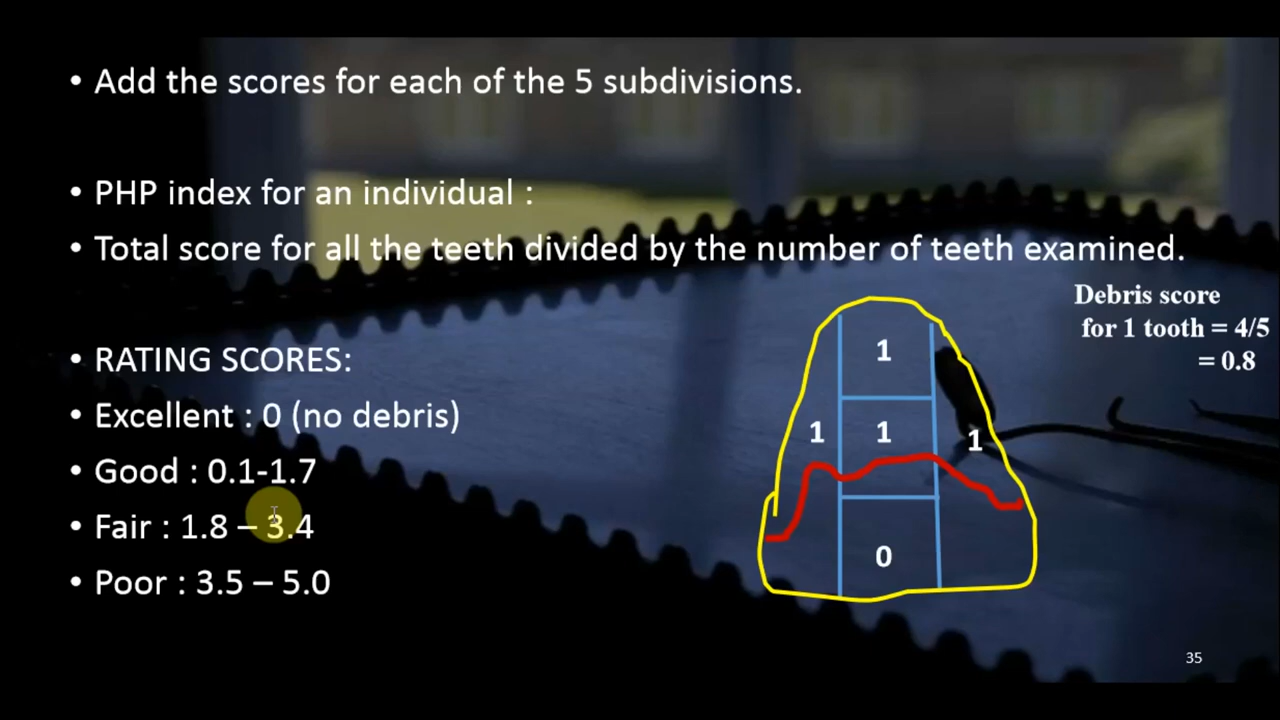 • Add the scores for each of the 5 subdivisions.
• PHP index for an individual :
• Total score for all the teeth divided by the number of teeth examined.
Debris score
for 1 tooth = 4/5
= 0.8
• RATING SCORES:
• Excellent : 0 (no debris)
• Good : 0.1-1.7
• Fair : 1.8 – 3.4
• Poor : 3.5 – 5.0
1
1 1 1
0
35